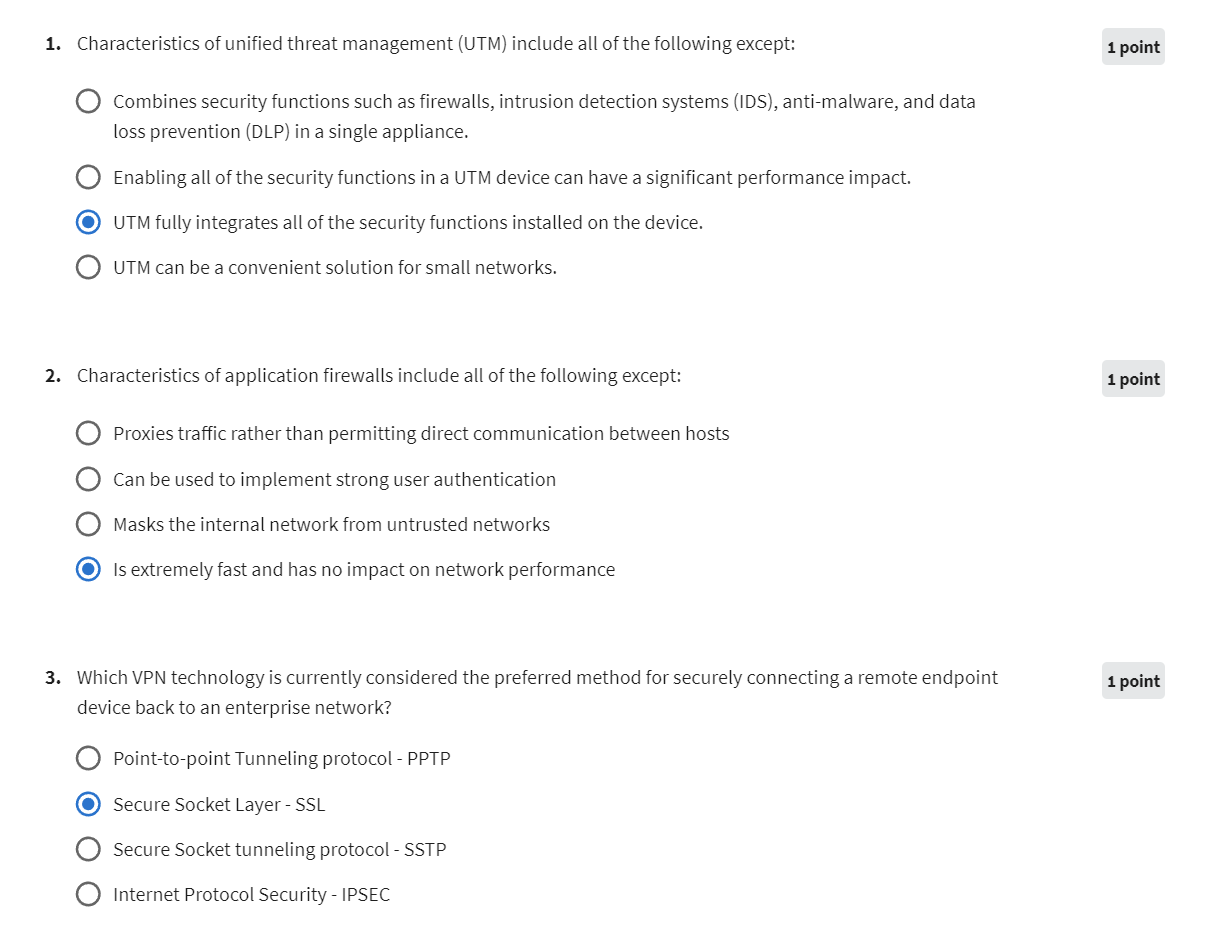 1. Characteristics of unified threat management (UTM) include all of the following except:
1 point
Combines security functions such as firewalls, intrusion detection systems (IDS), anti-malware, and data
loss prevention (DLP) in a single appliance.
Enabling all of the security functions in a UTM device can have a significant performance impact.
UTM fully integrates all of the security functions installed on the device.
UTM can be a convenient solution for small networks.
2. Characteristics of application firewalls include all of the following except:
1 point
Proxies traffic rather than permitting direct communication between hosts
Can be used to implement strong user authentication
Masks the internal network from untrusted networks
Is extremely fast and has no impact on network performance
3. Which VPN technology is currently considered the preferred method for securely connecting a remote endpoint
device back to an enterprise network?
1 point
Point-to-point Tunneling protocol - PPTP
Secure Socket Layer - SSL
Secure Socket tunneling protocol - SSTP
Internet Protocol Security - IPSEC